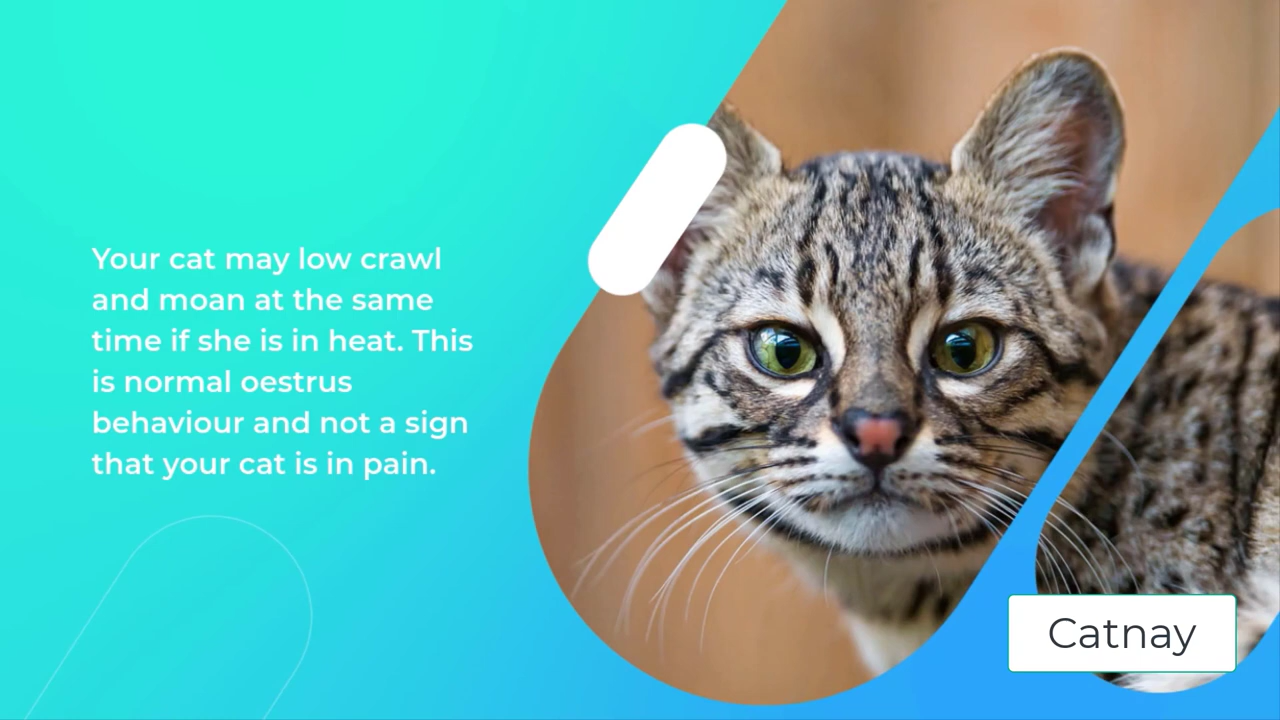 Your cat may low crawl
and moan at the same
time if she is in heat. This
is normal oestrus
behaviour and not a sign
that your cat is in pain.
Catnay